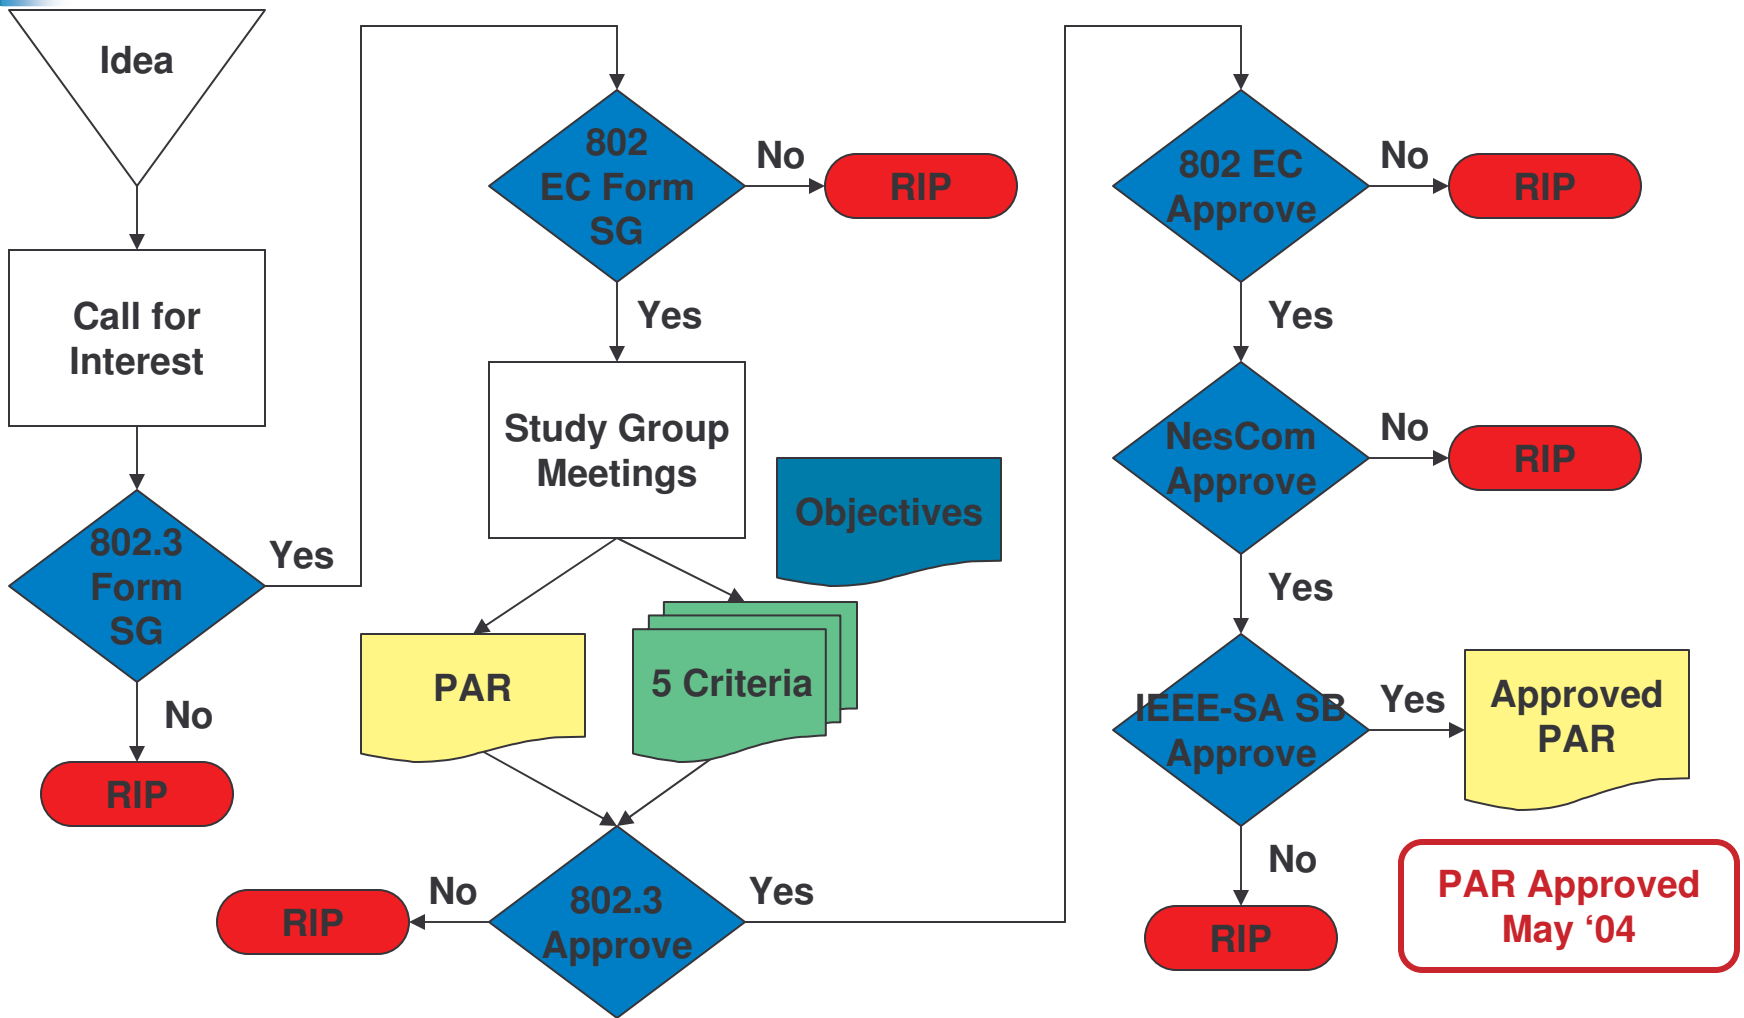 Idea
Call for
Interest
802.3
Form
SG
Yes
No
RIP
802
EC Form
SG
No
RIP
Yes
Study Group
Meetings
Objectives
PAR
5 Criteria
802.3
Approve
No
RIP
Yes
802 EC
Approve
No
RIP
Yes
NesCom
Approve
No
RIP
Yes
IEEE-SA SB
Approve
Yes
Approved
PAR
No
RIP
PAR Approved
May ‘04